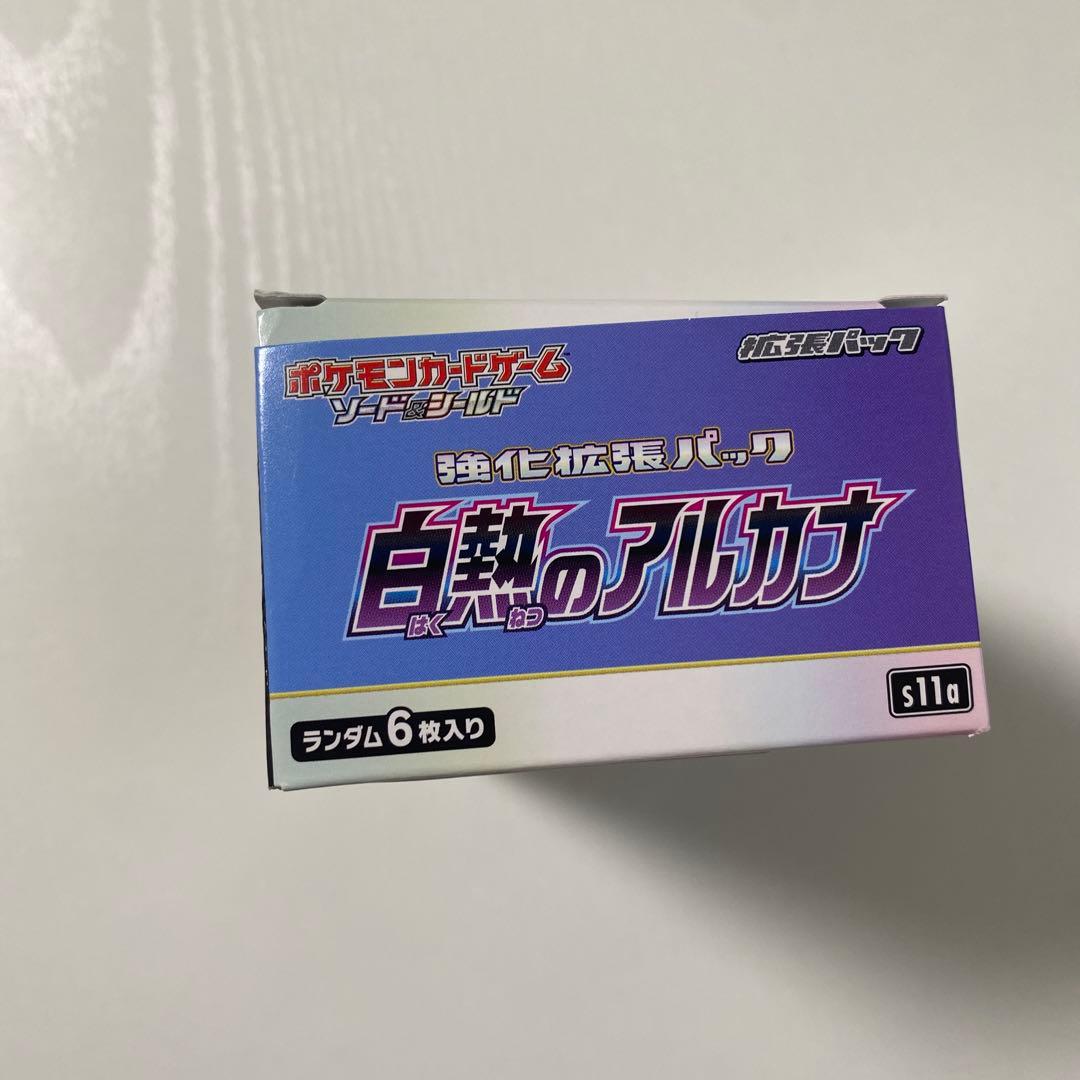 ポケモンカードゲーム
ソード&シールド
拡張パック
強化拡張パック
白熱のアルカナ
はく ねつ
ランダム6枚入り
s11a